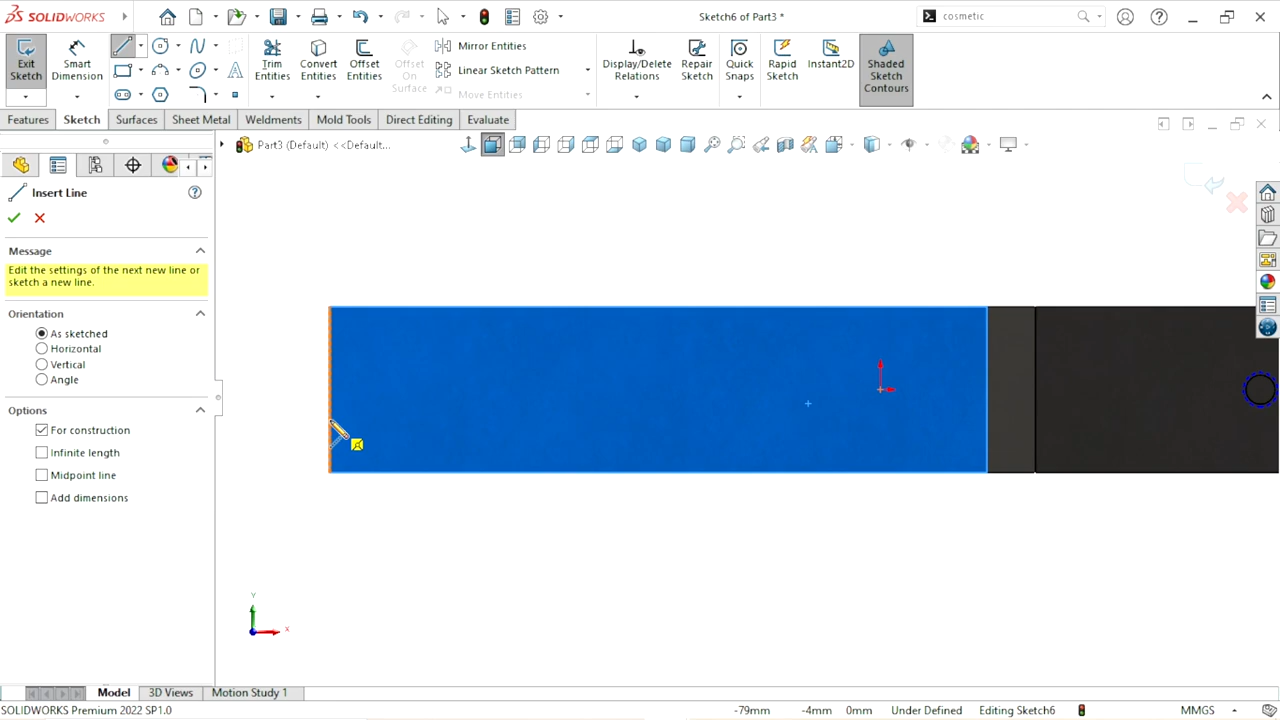 SOLIDWORKS
Sketch6 of Part3 *
cosmetic
Exit Sketch
Smart Dimension
Trim Entities
Convert Entities
Offset Entities
Offset On Surface
Mirror Entities
Linear Sketch Pattern
Move Entities
Display/Delete Relations
Repair Sketch
Quick Snaps
Rapid Sketch
Instant2D
Shaded Sketch Contours
Features
Sketch
Surfaces
Sheet Metal
Weldments
Mold Tools
Direct Editing
Evaluate
Part3 (Default) <<Default...
Insert Line
Message
Edit the settings of the next new line or
sketch a new line.
Orientation
As sketched
Horizontal
Vertical
Angle
Options
For construction
Infinite length
Midpoint line
Add dimensions
Y
X
Model
3D Views
Motion Study 1
SOLIDWORKS Premium 2022 SP1.0
-79mm
-4mm
0mm
Under Defined
Editing Sketch6
MMGS